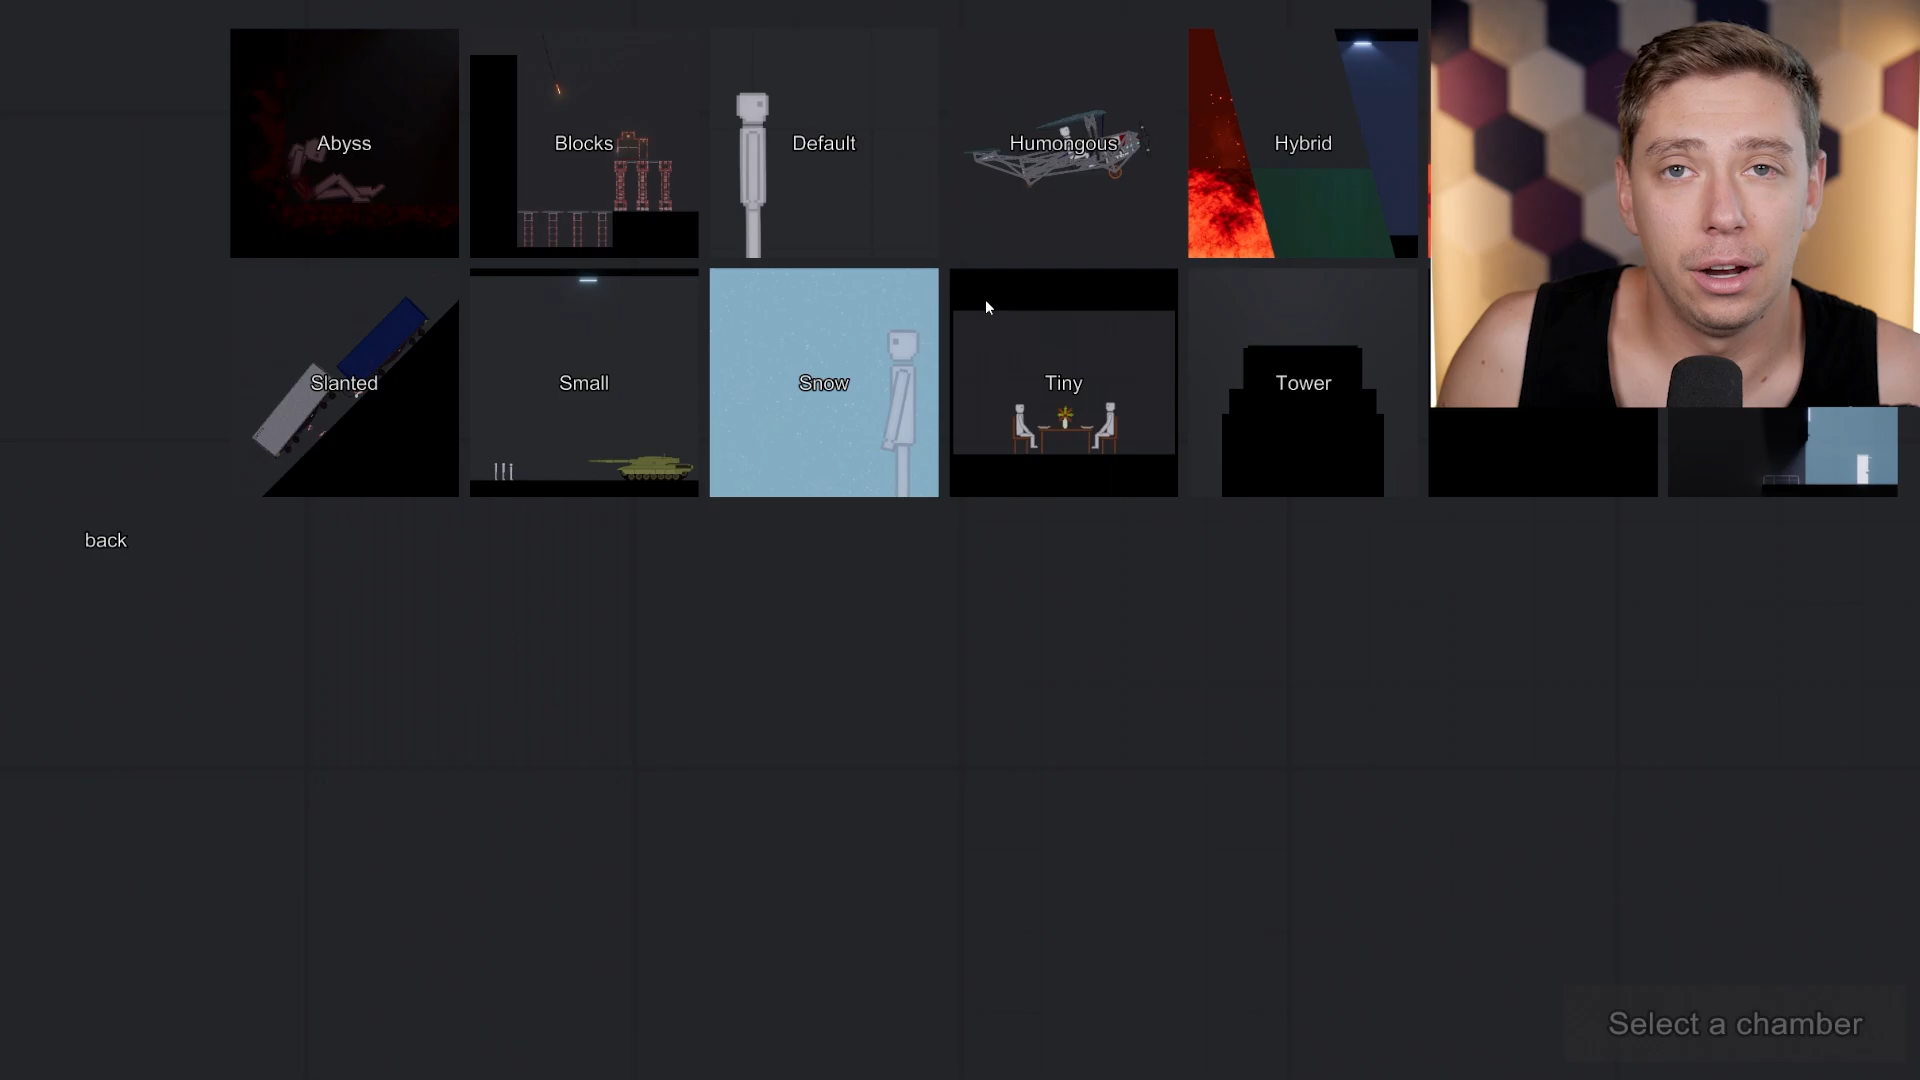 Abyss
Blocks
Default
Humongous
Hybrid
Slanted
Small
Snow
Tiny
Tower
back
Select a chamber